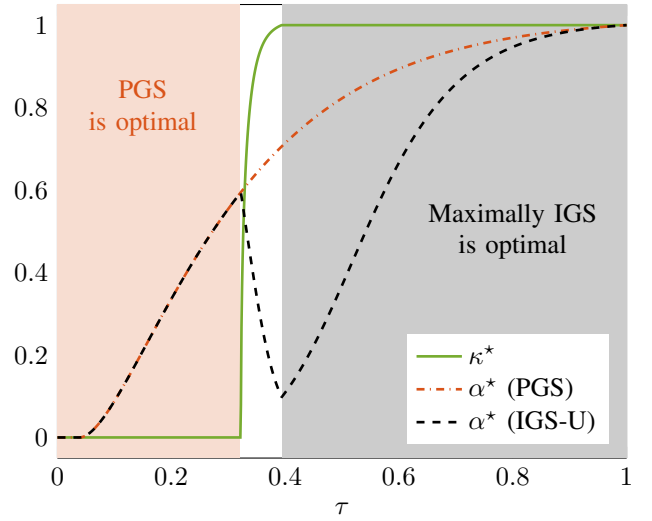 1
0.8
0.6
0.4
0.2
0
PGS
is optimal
Maximally IGS
is optimal
κ⋆
α⋆ (PGS)
α⋆ (IGS-U)
0 0.2 0.4 0.6 0.8 1
τ